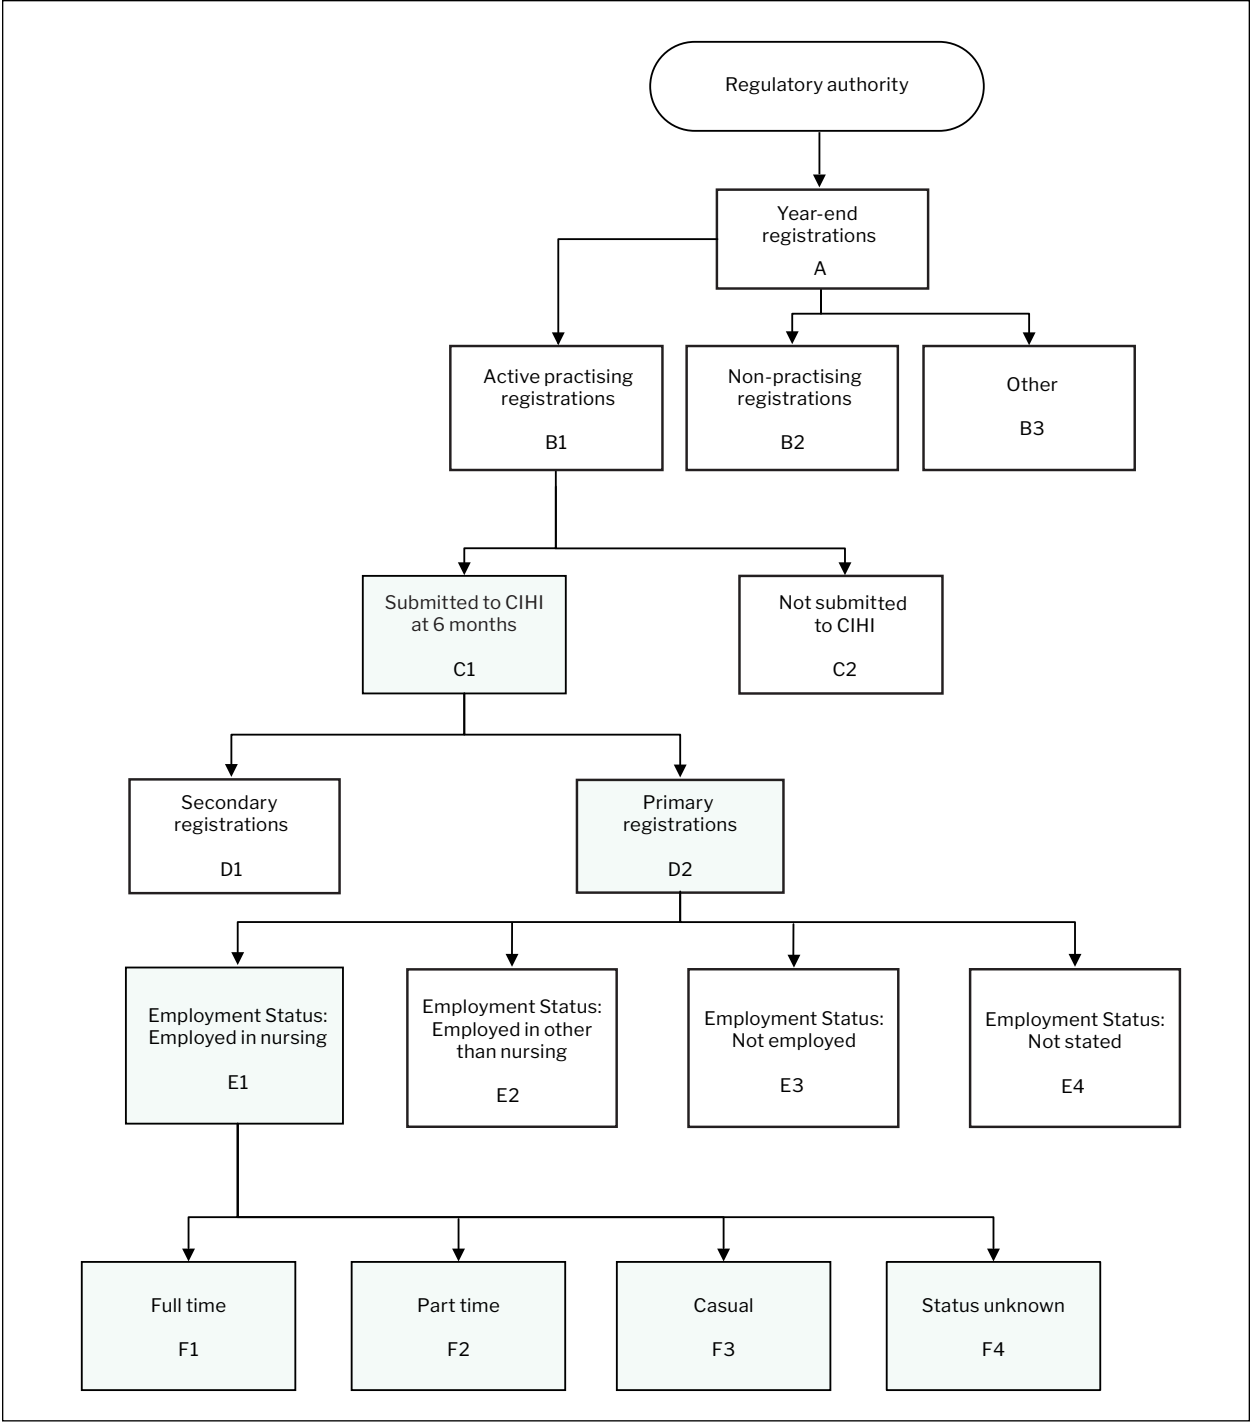 Regulatory authority
Year-end
registrations
A
Active practising
registrations
B1
Non-practising
registrations
B2
Other
B3
Submitted to CIHI
at 6 months
C1
Not submitted
to CIHI
C2
Secondary
registrations
D1
Primary
registrations
D2
Employment Status:
Employed in nursing
E1
Employment Status:
Employed in other
than nursing
E2
Employment Status:
Not employed
E3
Employment Status:
Not stated
E4
Full time
F1
Part time
F2
Casual
F3
Status unknown
F4